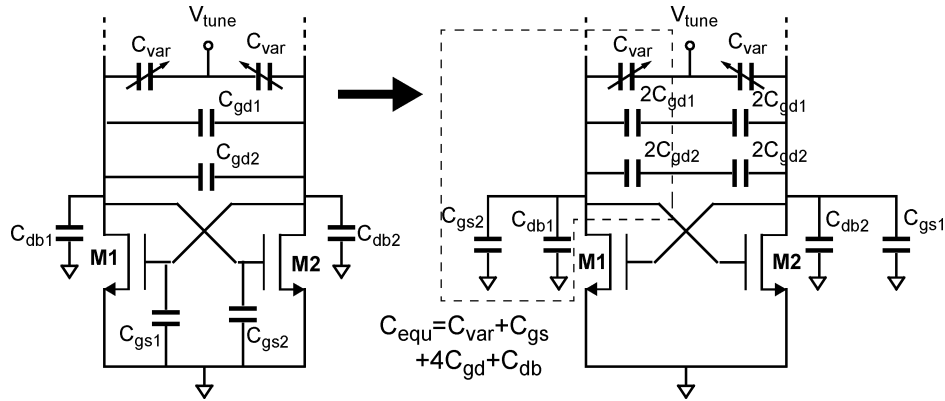 Vtune
Cvar Cvar
Cgd1
Cgd2
Cdb1 Cdb2
M1 M2
Cgs1 Cgs2
Vtune
Cvar Cvar
2Cgd1 2Cgd1
2Cgd2 2Cgd2
Cgs2 Cdb1 Cdb2 Cgs1
M1 M2
Cequ=Cvar+Cgs
+4Cgd+Cdb